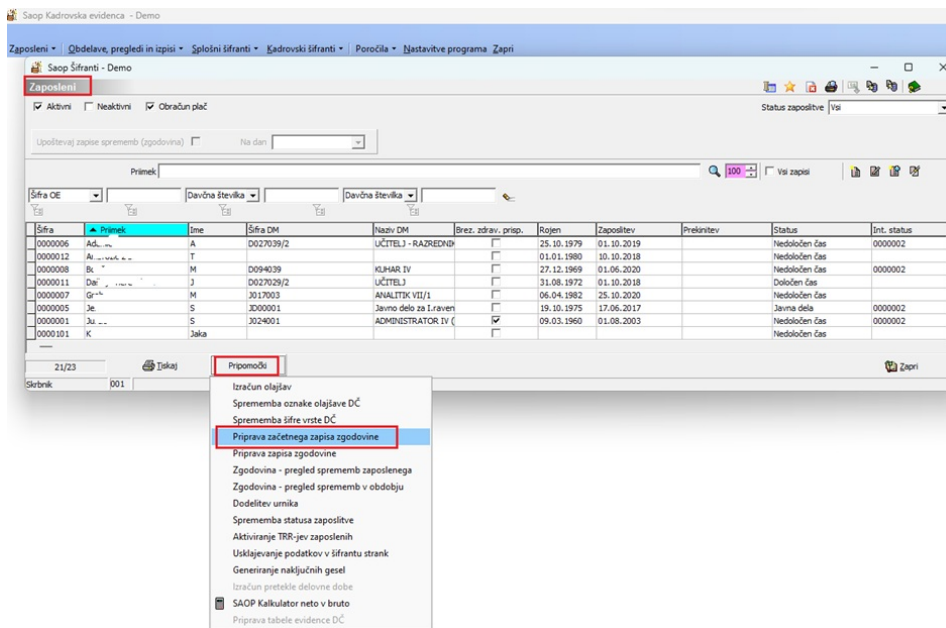 Saop Kadrovska evidenca - Demo
Zaposleni Obdelave, pregledi in izpisi Splošni šifranti Kadrovski šifranti Poročila Nastavitve programa Zapri
Saop Šifranti - Demo
Zaposleni
Aktivni Neaktivni Obračun plač Status zaposlitve Vsi
Upoštevaj zapise sprememb (zgodovina) Na dan
Priimek 100 Vsi zapisi
Šifra OE Davčna številka Davčna številka
Šifra Priimek Ime Šifra DM Naziv DM Brez. zdrav. prisp. Rojen Zaposlitev Prekinitev Status Int. status
0000006 A D027039/2 UČITELJ - RAZREDNIK 25.10.1979 01.10.2019 Nedoločen čas 0000002
0000012 T 01.01.1980 10.10.2018 Nedoločen čas
0000008 M D094039 KUHAR IV 27.12.1969 01.06.2020 Nedoločen čas 0000002
0000011 J D027029/2 UČITELJ 31.08.1972 01.10.2018 Določen čas
0000007 M J017003 ANALITIK VII/1 06.04.1982 25.10.2020 Nedoločen čas
0000005 Je S JD00001 Javno delo za I.raven 19.10.1975 17.06.2017 Javna dela 0000002
0000001 S J024001 ADMINISTRATOR IV ( 09.03.1960 01.08.2003 Nedoločen čas 0000002
0000101 K Jaka Nedoločen čas
21/23 Tiskaj Pripomočki Zapri
Skrbnik 001
Izračun olajšav
Sprememba oznake olajšave DČ
Sprememba šifre vrste DČ
Priprava začetnega zapisa zgodovine
Priprava zapisa zgodovine
Zgodovina - pregled sprememb zaposlenega
Zgodovina - pregled sprememb v obdobju
Dodelitev urnika
Sprememba statusa zaposlitve
Aktiviranje TRR-jev zaposlenih
Usklajevanje podatkov v šifrantu strank
Generiranje naključnih gesel
Izračun pretekle delovne dobe
SAOP Kalkulator neto v bruto
Priprava tabele evidence DČ